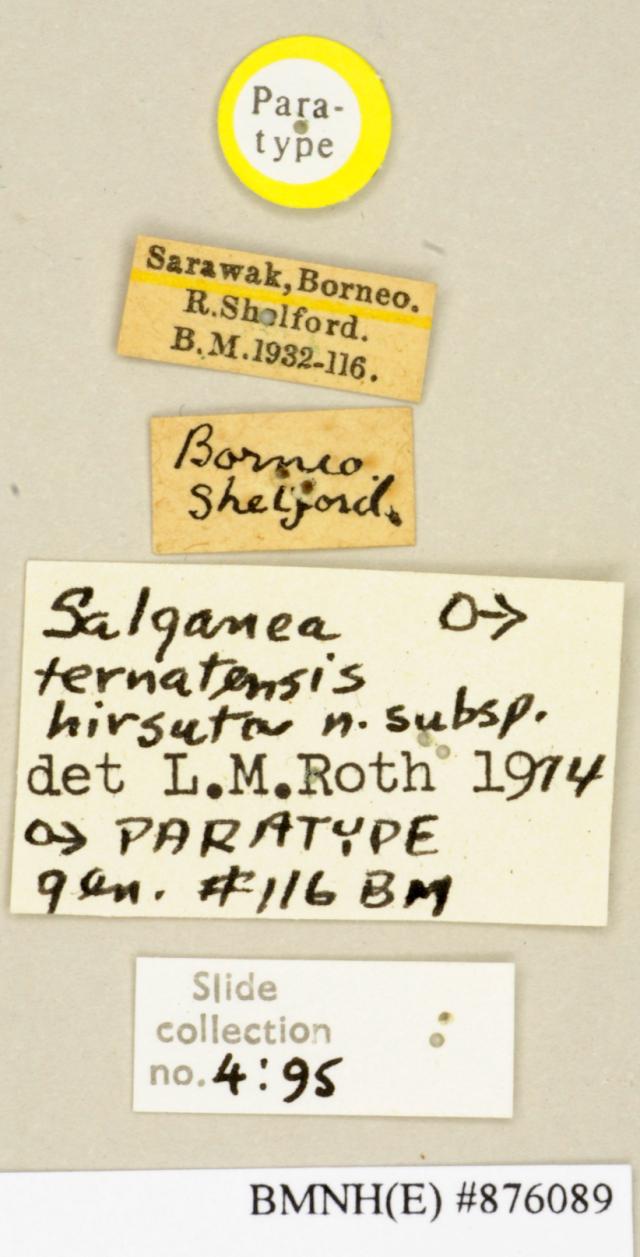 Para-
type
Sarawak, Borneo.
R. Shelford.
B.M. 1932-116.
Borneo.
Shelford.
Salganea ♂
ternatensis
hirsuta n. subsp.
det L.M.Roth 1974
♂ PARATYPE
gen. #116 BM
Slide
collection
no. 4:95
BMNH(E) #876089